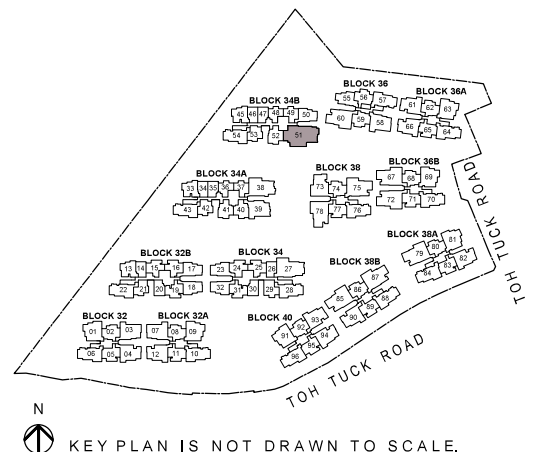 BLOCK 36
BLOCK 36A
55 56 57
61 62 63
BLOCK 34B
45 46 47 48 49 50
60 59 58
66 65 64
54 53 52 51
BLOCK 38
BLOCK 36B
67 68 69
BLOCK 34A
33 34 35 36 37 38
73 74 75
72 71 70
43 42 41 40 39
78 77 76
TOH TUCK ROAD
BLOCK 38A
79 80 81
84 83 82
BLOCK 32B
BLOCK 34
BLOCK 38B
13 14 15 16 17
23 24 25 26 27
85 86 87
22 21 20 19 18
32 31 30 29 28
90 89 88
BLOCK 32
BLOCK 32A
BLOCK 40
01 02 03
07 08 09
91 92 93
06 05 04
12 11 10
96 95 94
TOH TUCK ROAD
N
KEY PLAN IS NOT DRAWN TO SCALE.